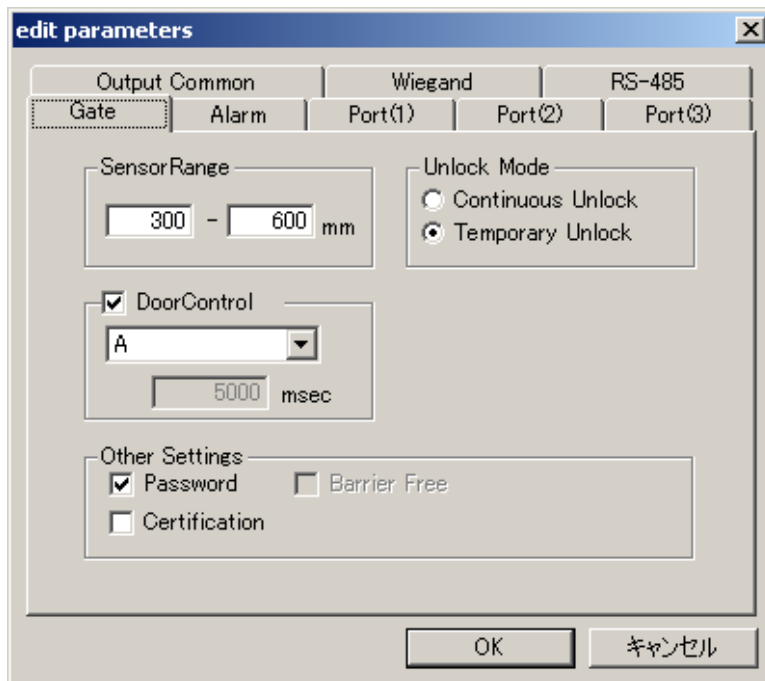 edit parameters
Output Common Wiegand RS-485
Gate Alarm Port(1) Port(2) Port(3)
SensorRange
300 - 600 mm
Unlock Mode
Continuous Unlock
Temporary Unlock
DoorControl
A
5000 msec
Other Settings
Password Barrier Free
Certification
OK キャンセル